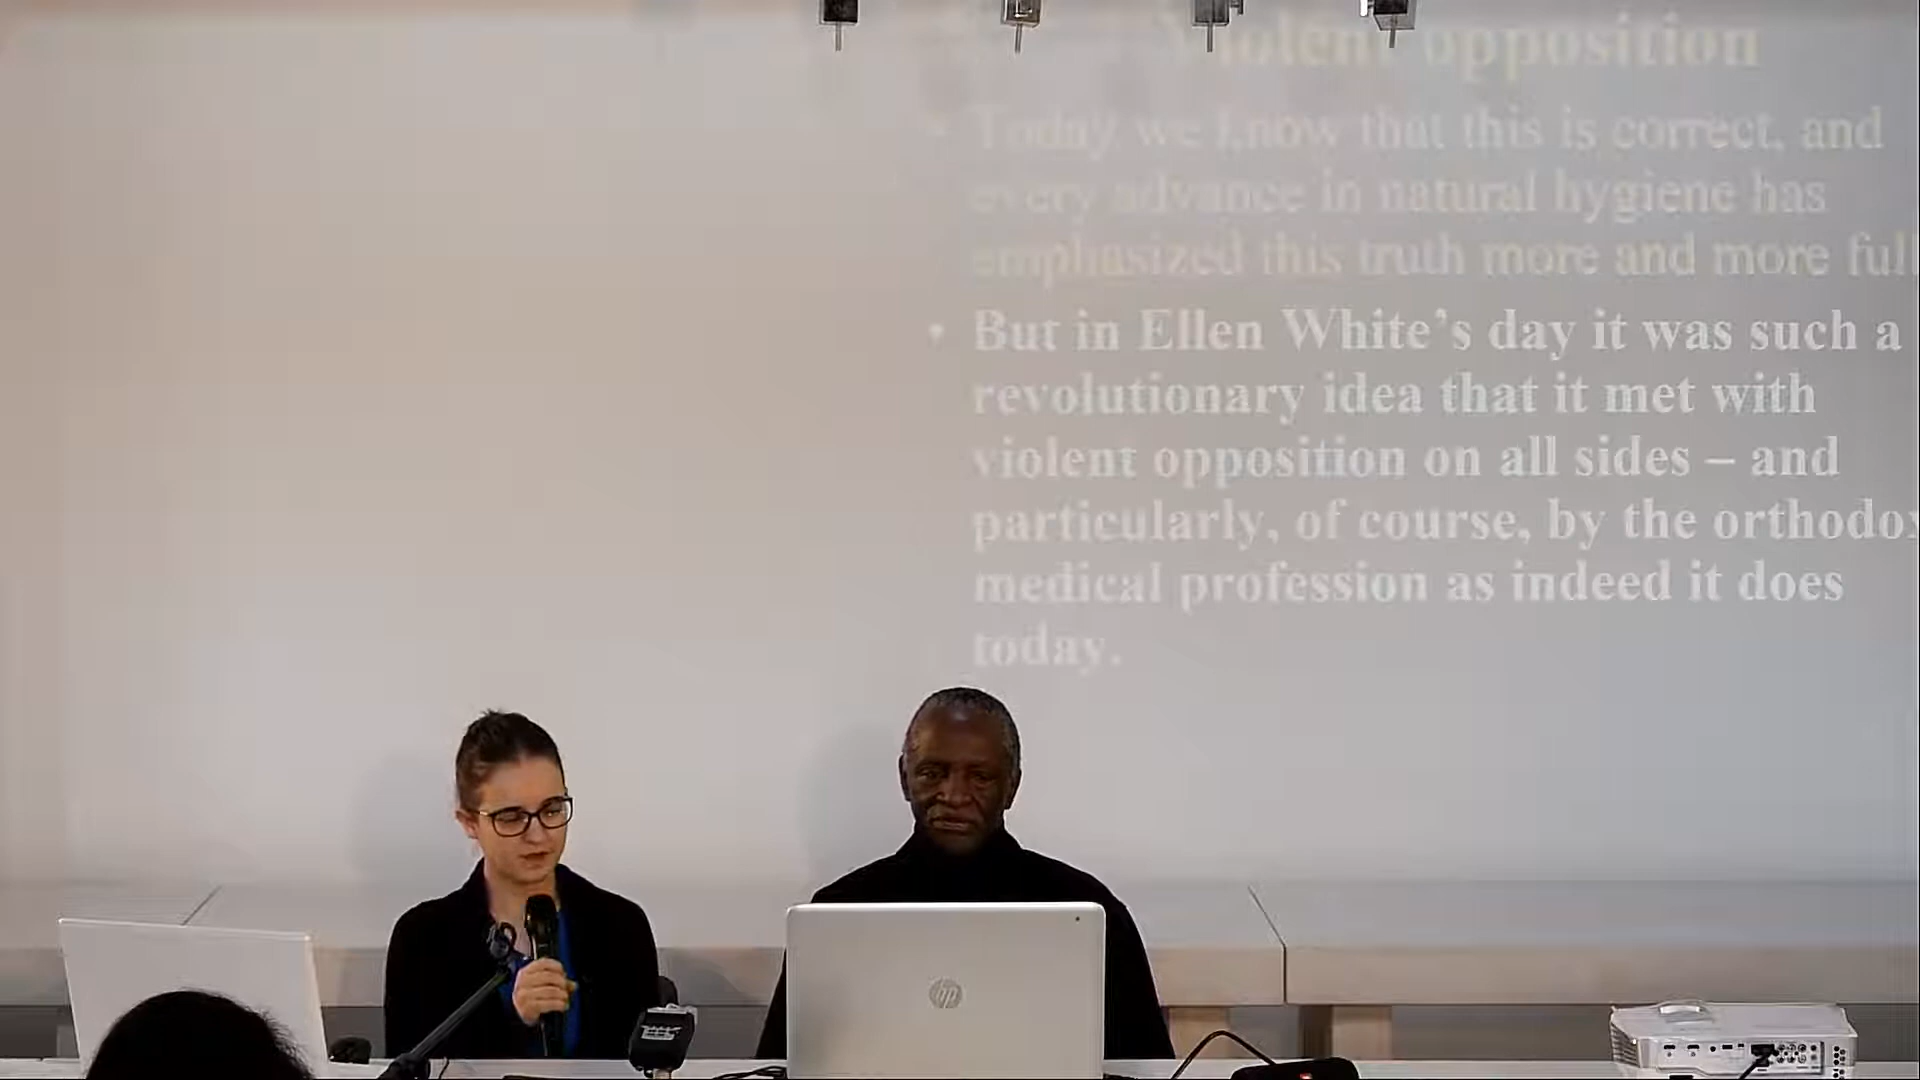 Violent opposition
• Today we know that this is correct, and
every advance in natural hygiene has
emphasized this truth more and more full
• But in Ellen White’s day it was such a
revolutionary idea that it met with
violent opposition on all sides – and
particularly, of course, by the orthodox
medical profession as indeed it does
today.
hp